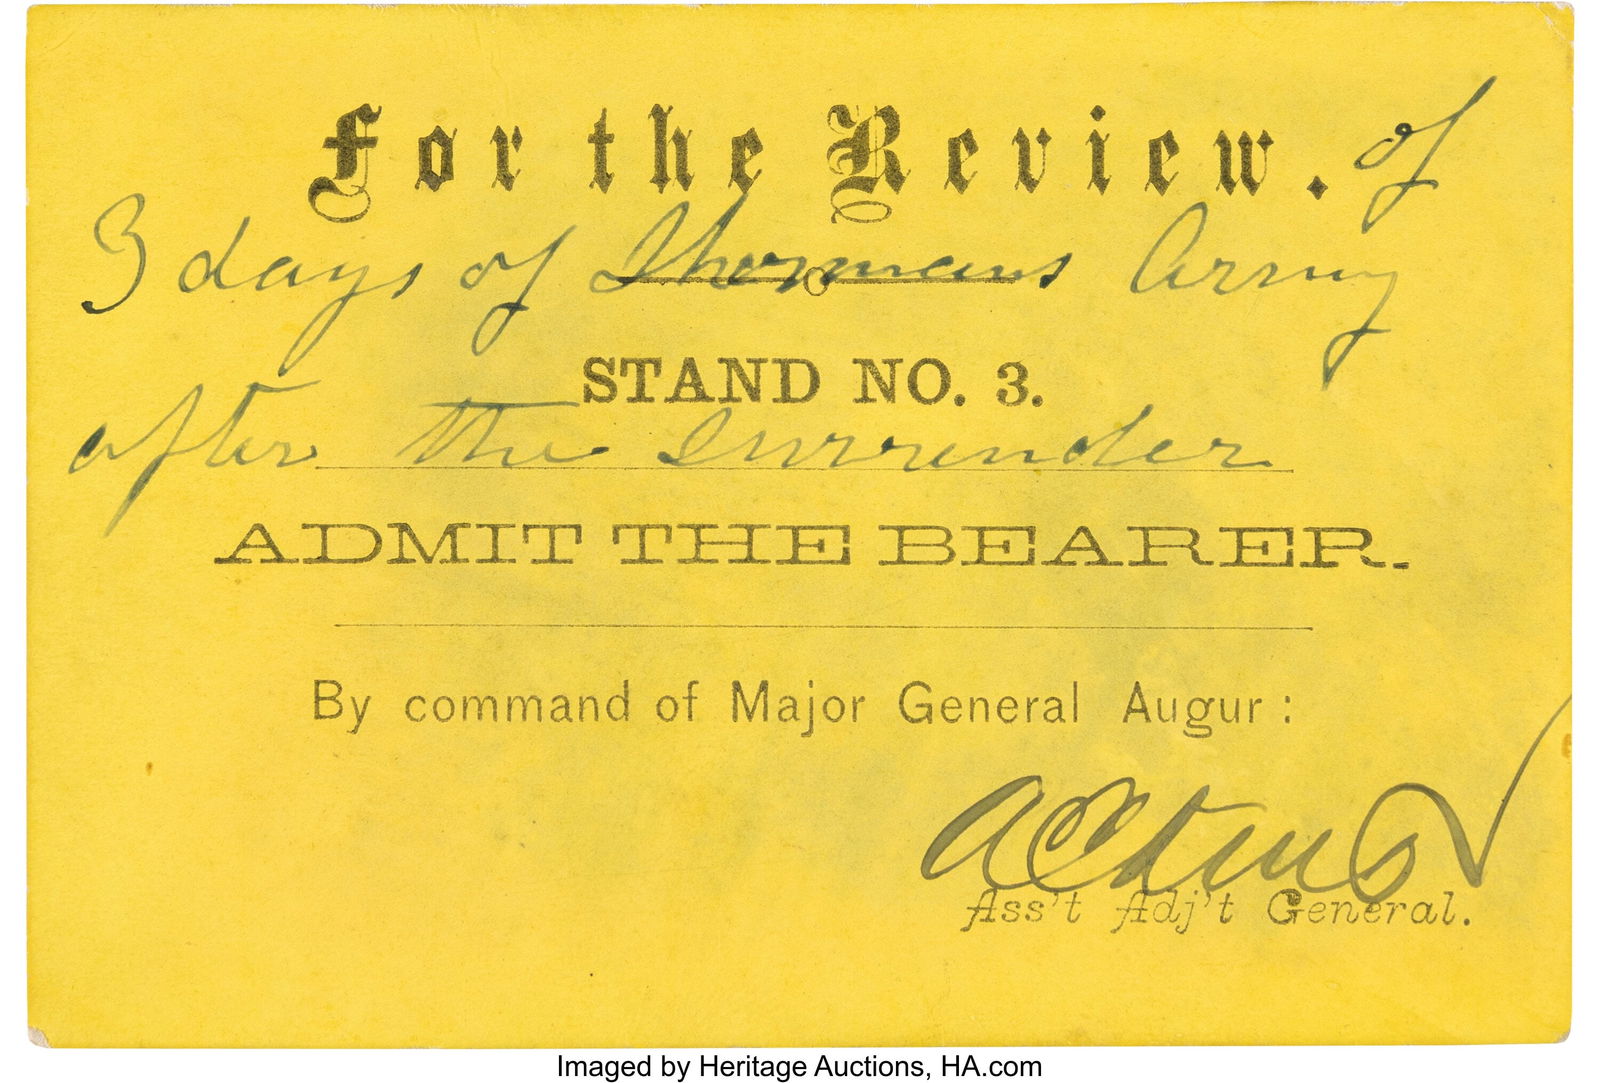 For the Review. of
3 days of Thomans Army
STAND NO. 3.
after the surrender
ADMIT THE BEARER.
By command of Major General Augur :
Ass't Adj't General.
Imaged by Heritage Auctions, HA.com